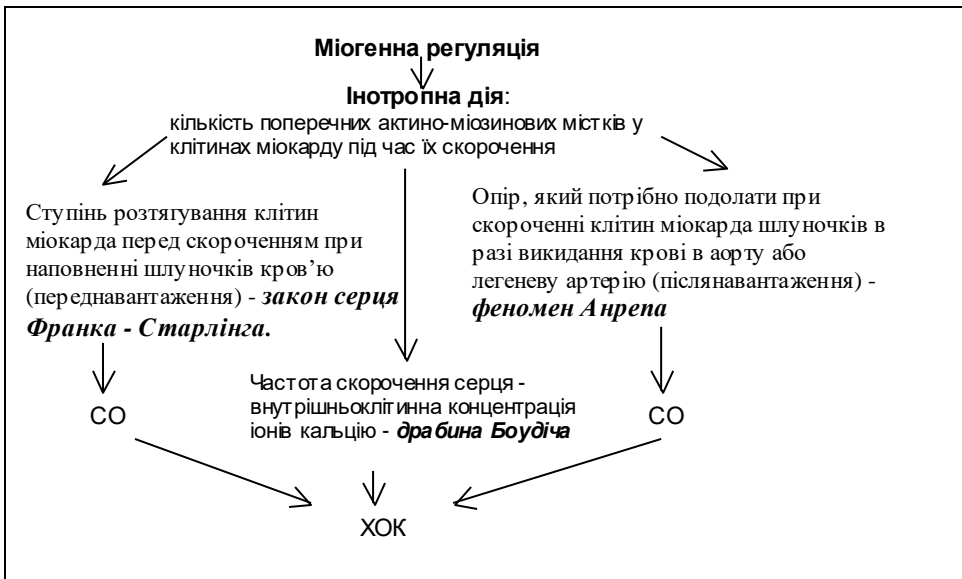 Міогенна регуляція
Інотропна дія:
кількість поперечних актино-міозинових містків у
клітинах міокарду під час їх скорочення
Ступінь розтягування клітин
міокарда перед скороченням при
наповненні шлуночків кров’ю
(переднавантаження) - закон серця
Франка - Старлінга.
Опір, який потрібно подолати при
скороченні клітин міокарда шлуночків в
разі викидання крові в аорту або
легеневу артерію (післянавантаження) -
феномен Анрепа
Частота скорочення серця -
внутрішньоклітинна концентрація
іонів кальцію - драбина Боудіча
СО
СО
ХОК